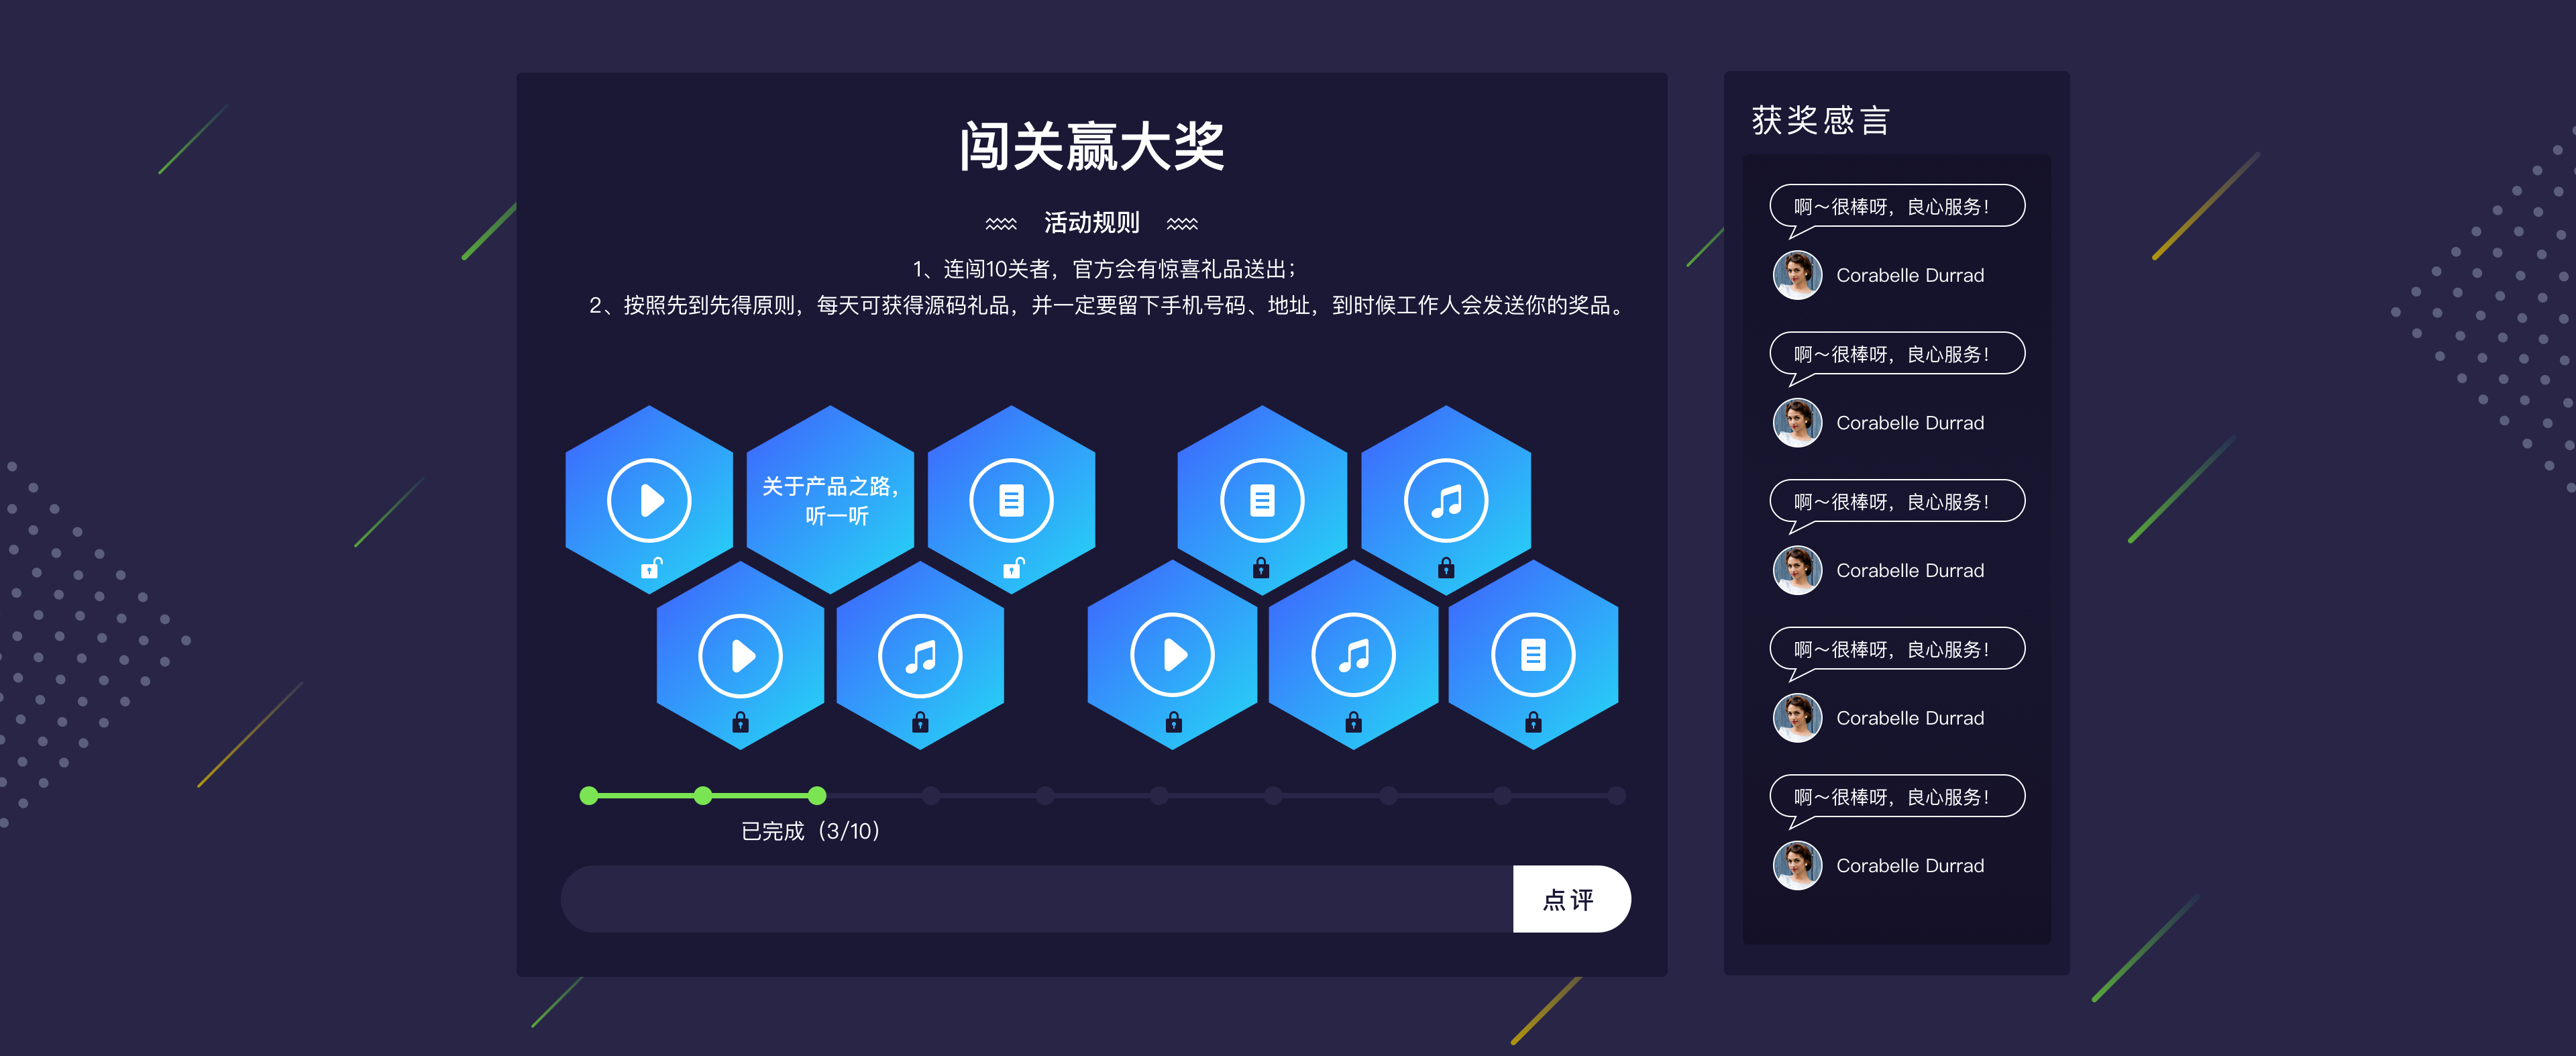 闯关赢大奖
活动规则
1、连闯10关者，官方会有惊喜礼品送出；
2、按照先到先得原则，每天可获得源码礼品，并一定要留下手机号码、地址，到时候工作人会发送你的奖品。
关于产品之路，
听一听
已完成（3/10）
点评
获奖感言
啊～很棒呀，良心服务！
Corabelle Durrad
啊～很棒呀，良心服务！
Corabelle Durrad
啊～很棒呀，良心服务！
Corabelle Durrad
啊～很棒呀，良心服务！
Corabelle Durrad
啊～很棒呀，良心服务！
Corabelle Durrad